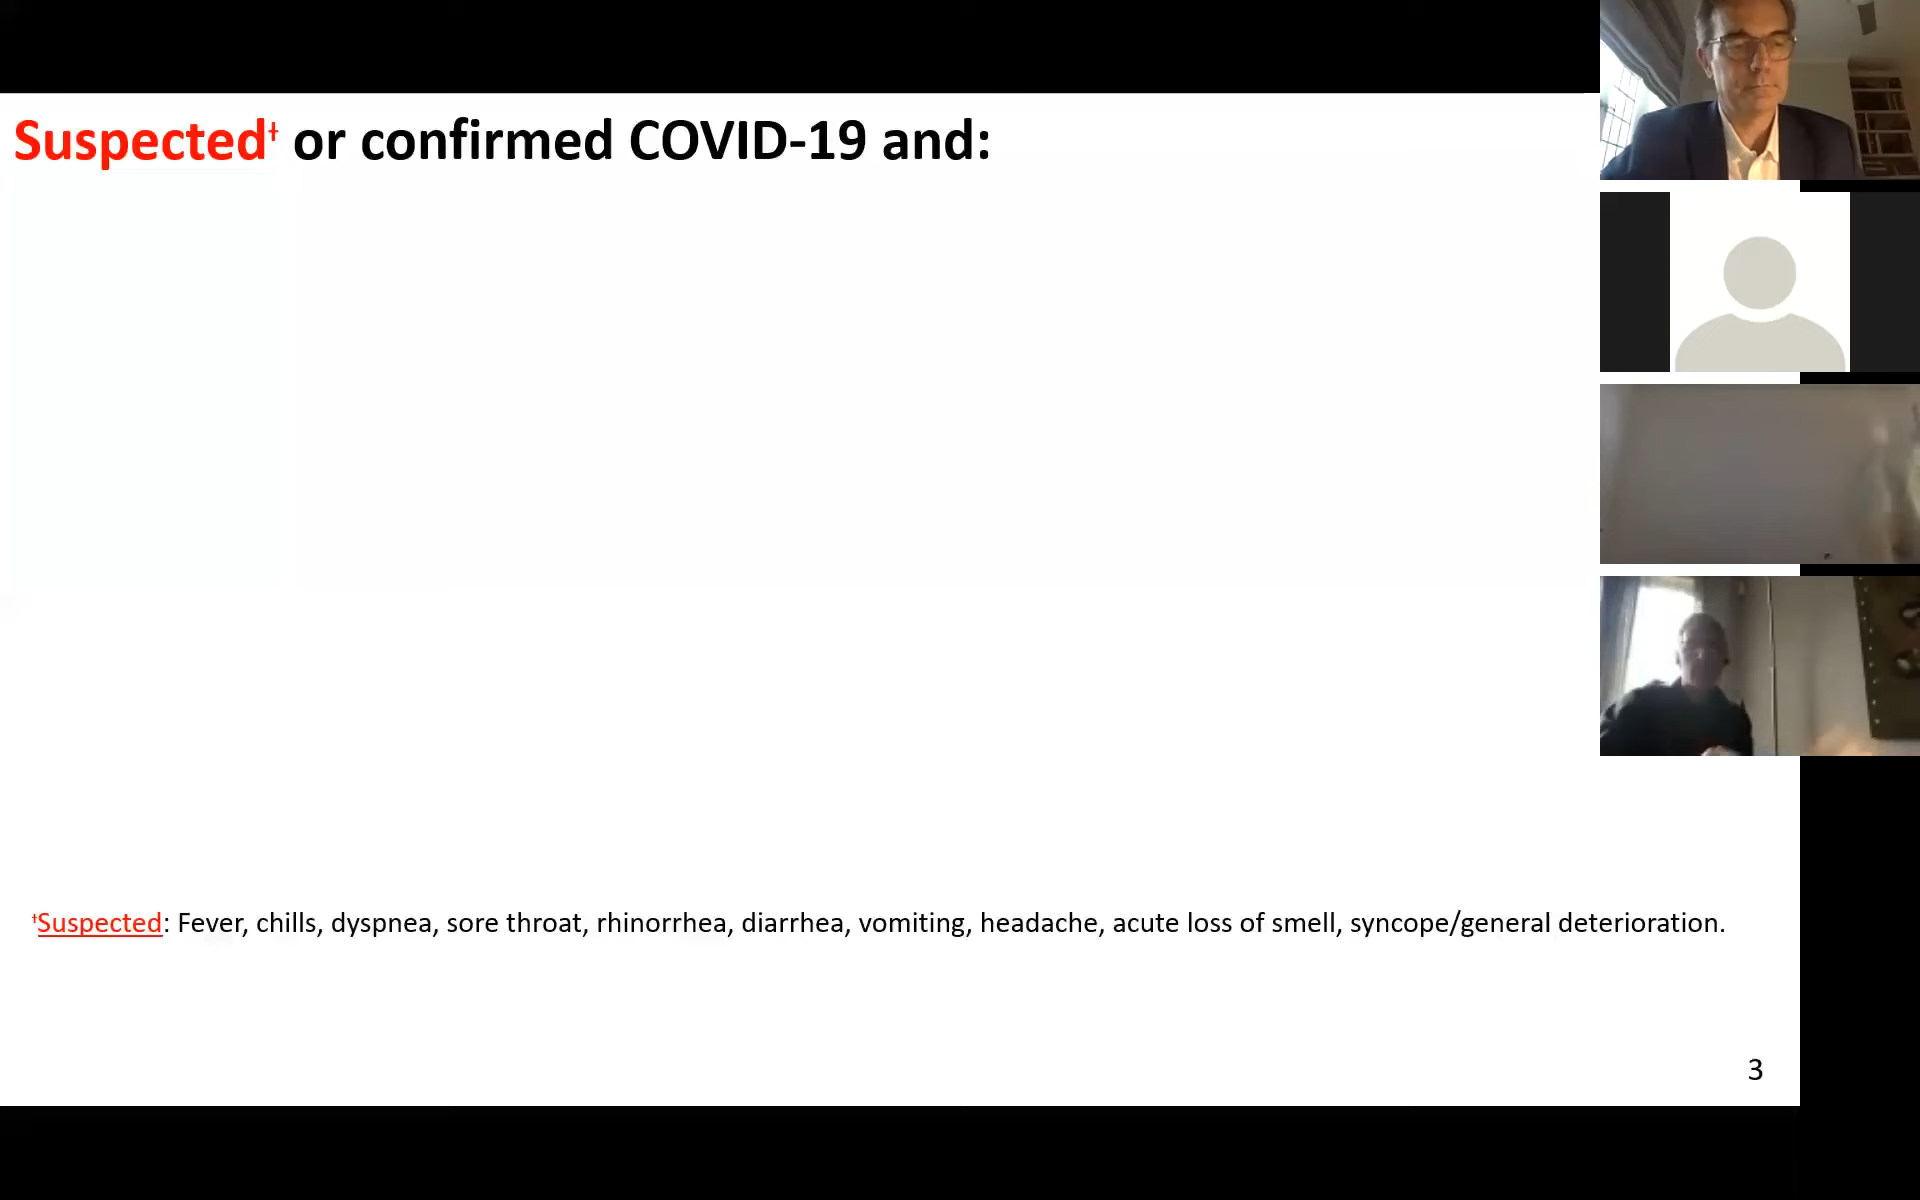 Suspected† or confirmed COVID-19 and:
†Suspected: Fever, chills, dyspnea, sore throat, rhinorrhea, diarrhea, vomiting, headache, acute loss of smell, syncope/general deterioration.
3